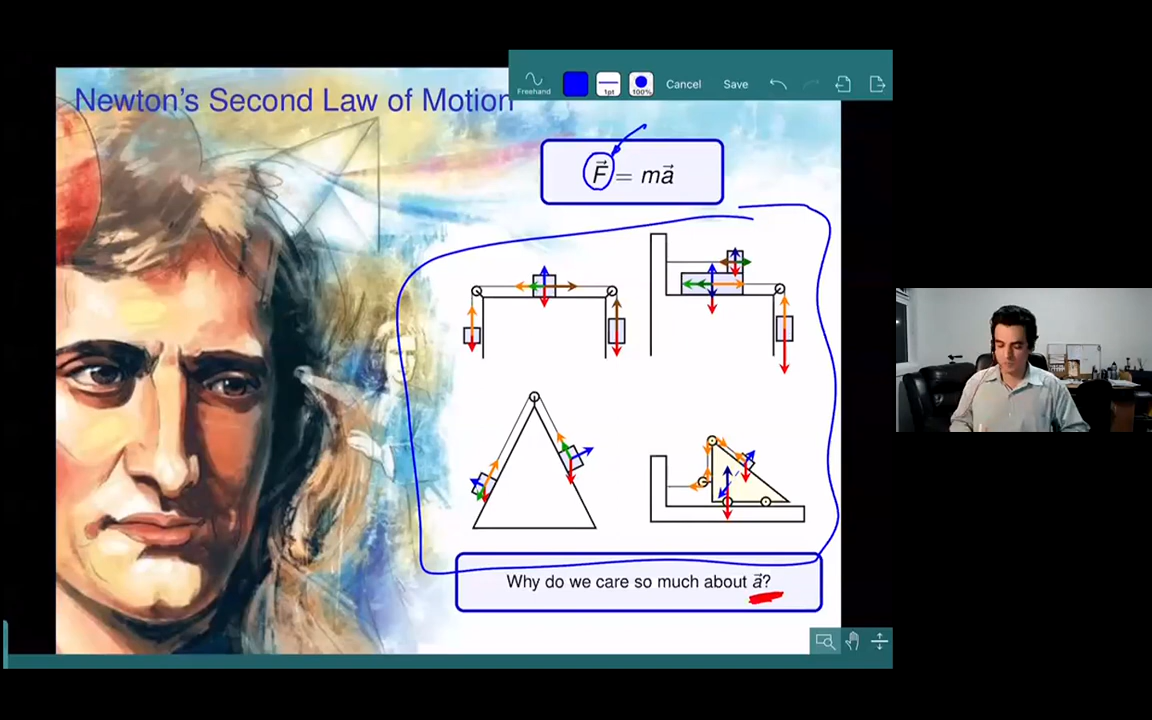 Newton's Second Law of Motion
Freehand
1pt
100%
Cancel
Save
F⃗ = ma⃗
Why do we care so much about a⃗?